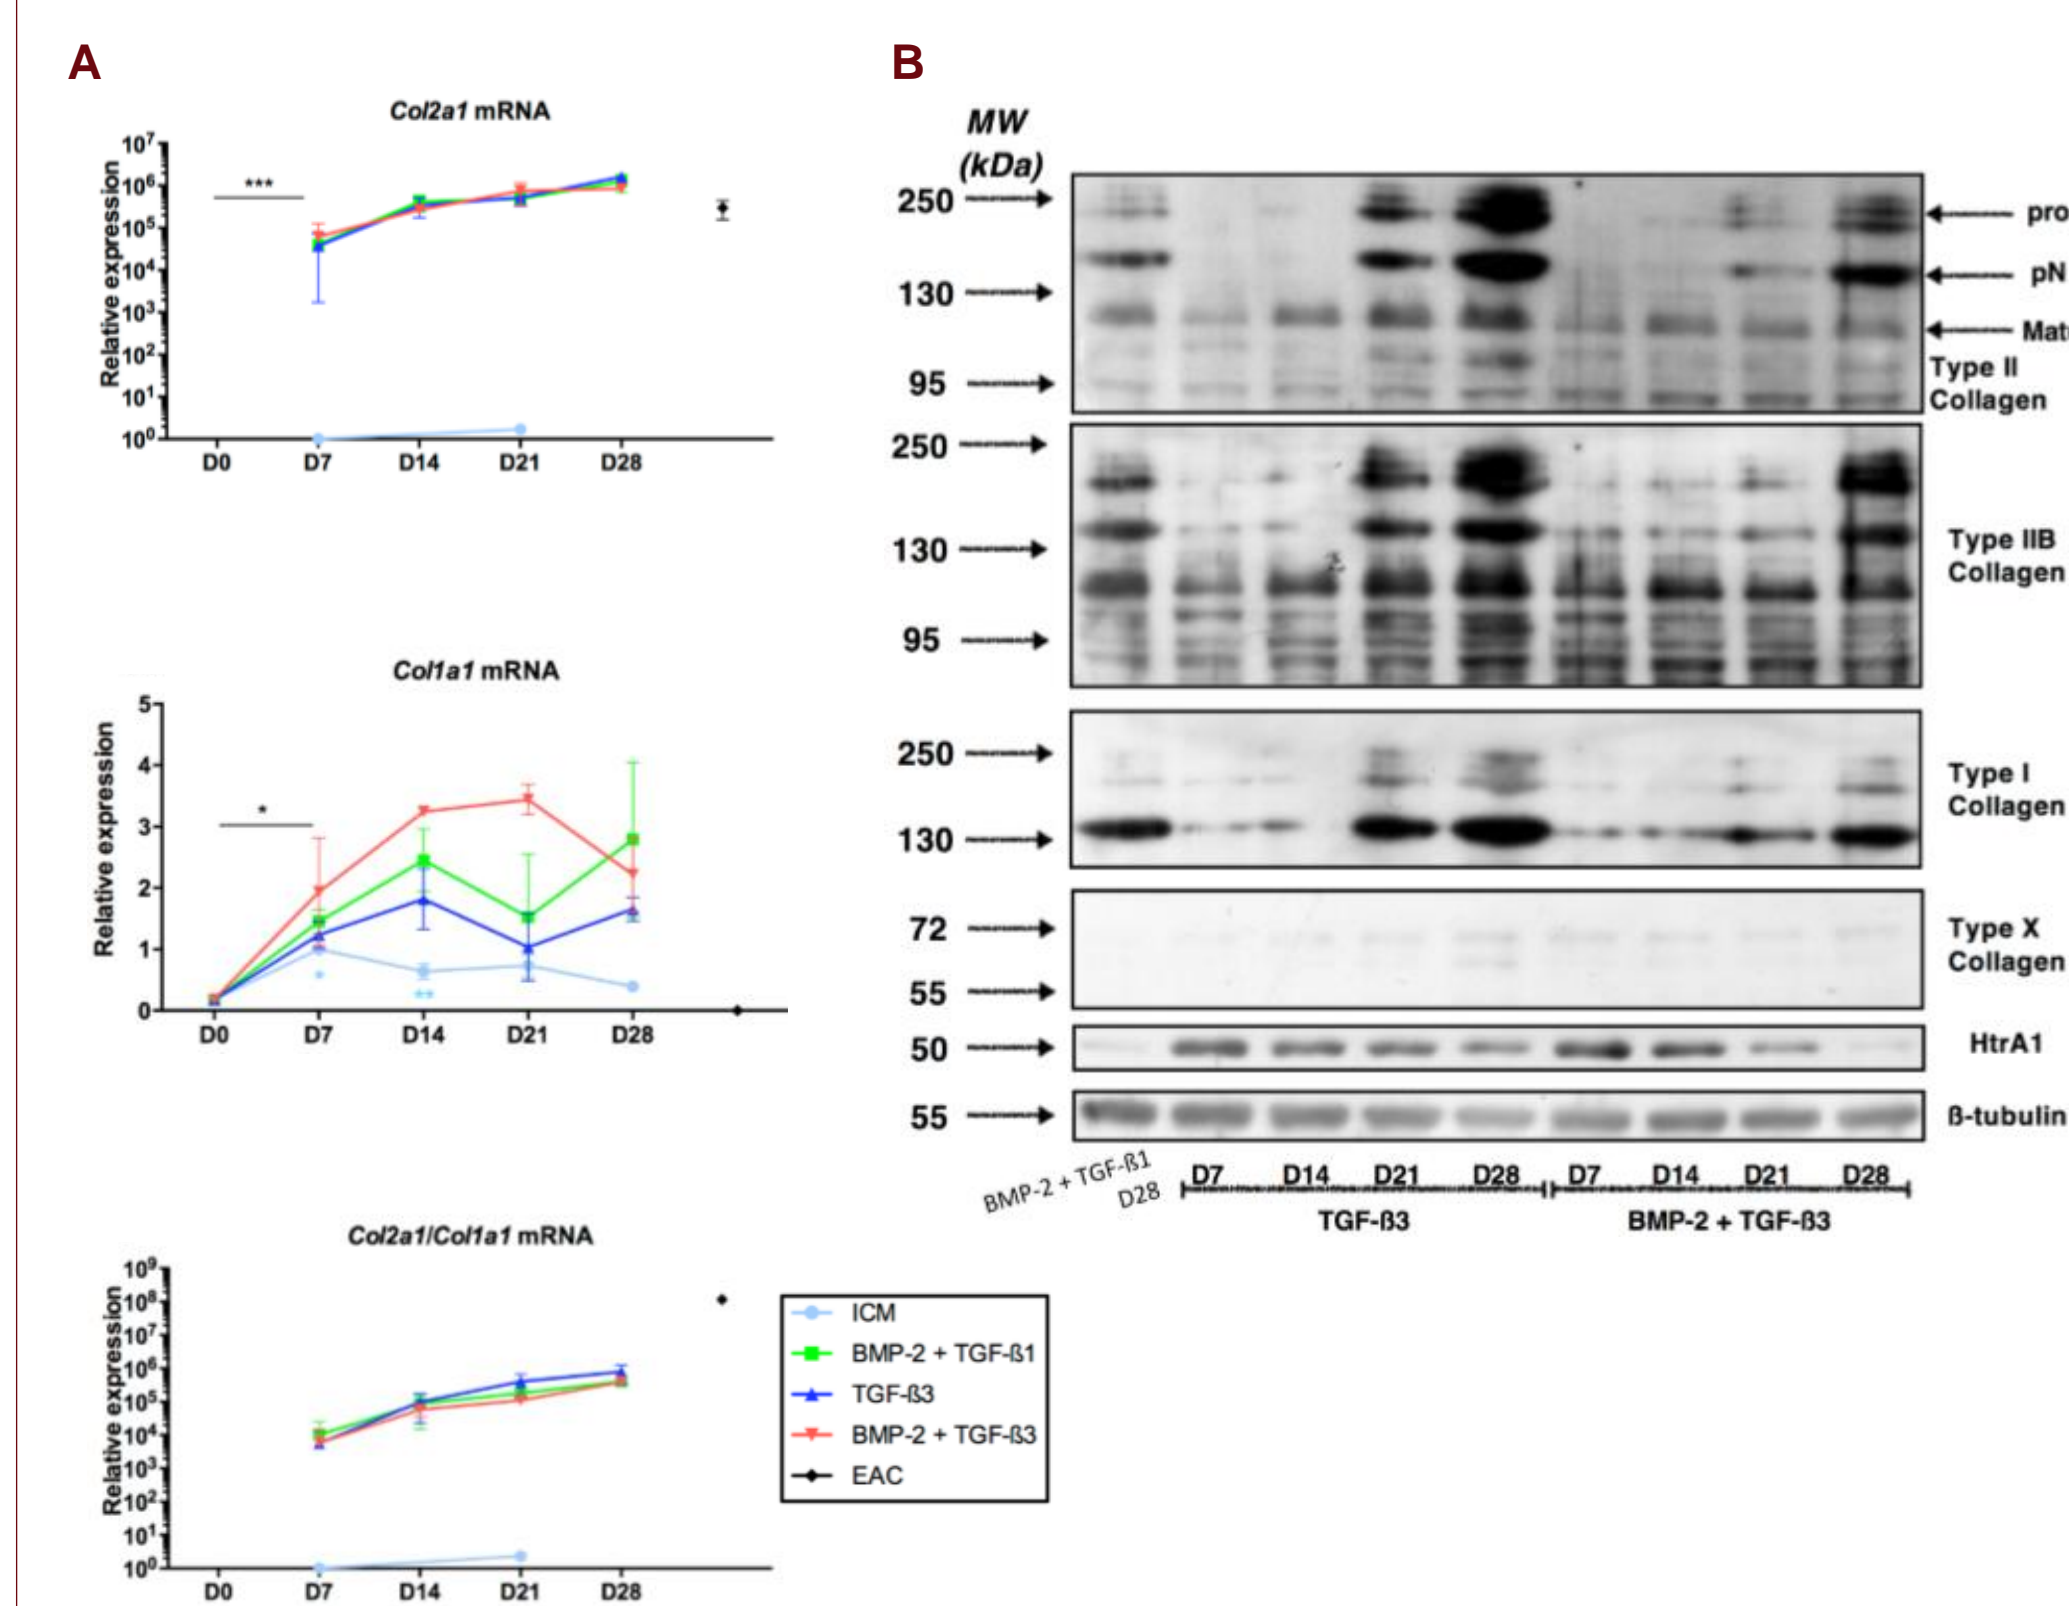 A
Col2a1 mRNA
Relative expression
10⁷
10⁶
10⁵
10⁴
10³
10²
10¹
10⁰
***
D0 D7 D14 D21 D28
Col1a1 mRNA
Relative expression
5
4
3
2
1
0
*
*
**
D0 D7 D14 D21 D28
Col2a1/Col1a1 mRNA
Relative expression
10⁹
10⁸
10⁷
10⁶
10⁵
10⁴
10³
10²
10¹
10⁰
D0 D7 D14 D21 D28
ICM
BMP-2 + TGF-ß1
TGF-ß3
BMP-2 + TGF-ß3
EAC
B
MW
(kDa)
250
130
95
pro
pN
Mat
Type II
Collagen
250
130
95
Type IIB
Collagen
250
130
Type I
Collagen
72
55
Type X
Collagen
50
HtrA1
55
ß-tubulin
BMP-2 + TGF-ß1
D28
D7 D14 D21 D28 D7 D14 D21 D28
TGF-ß3 BMP-2 + TGF-ß3